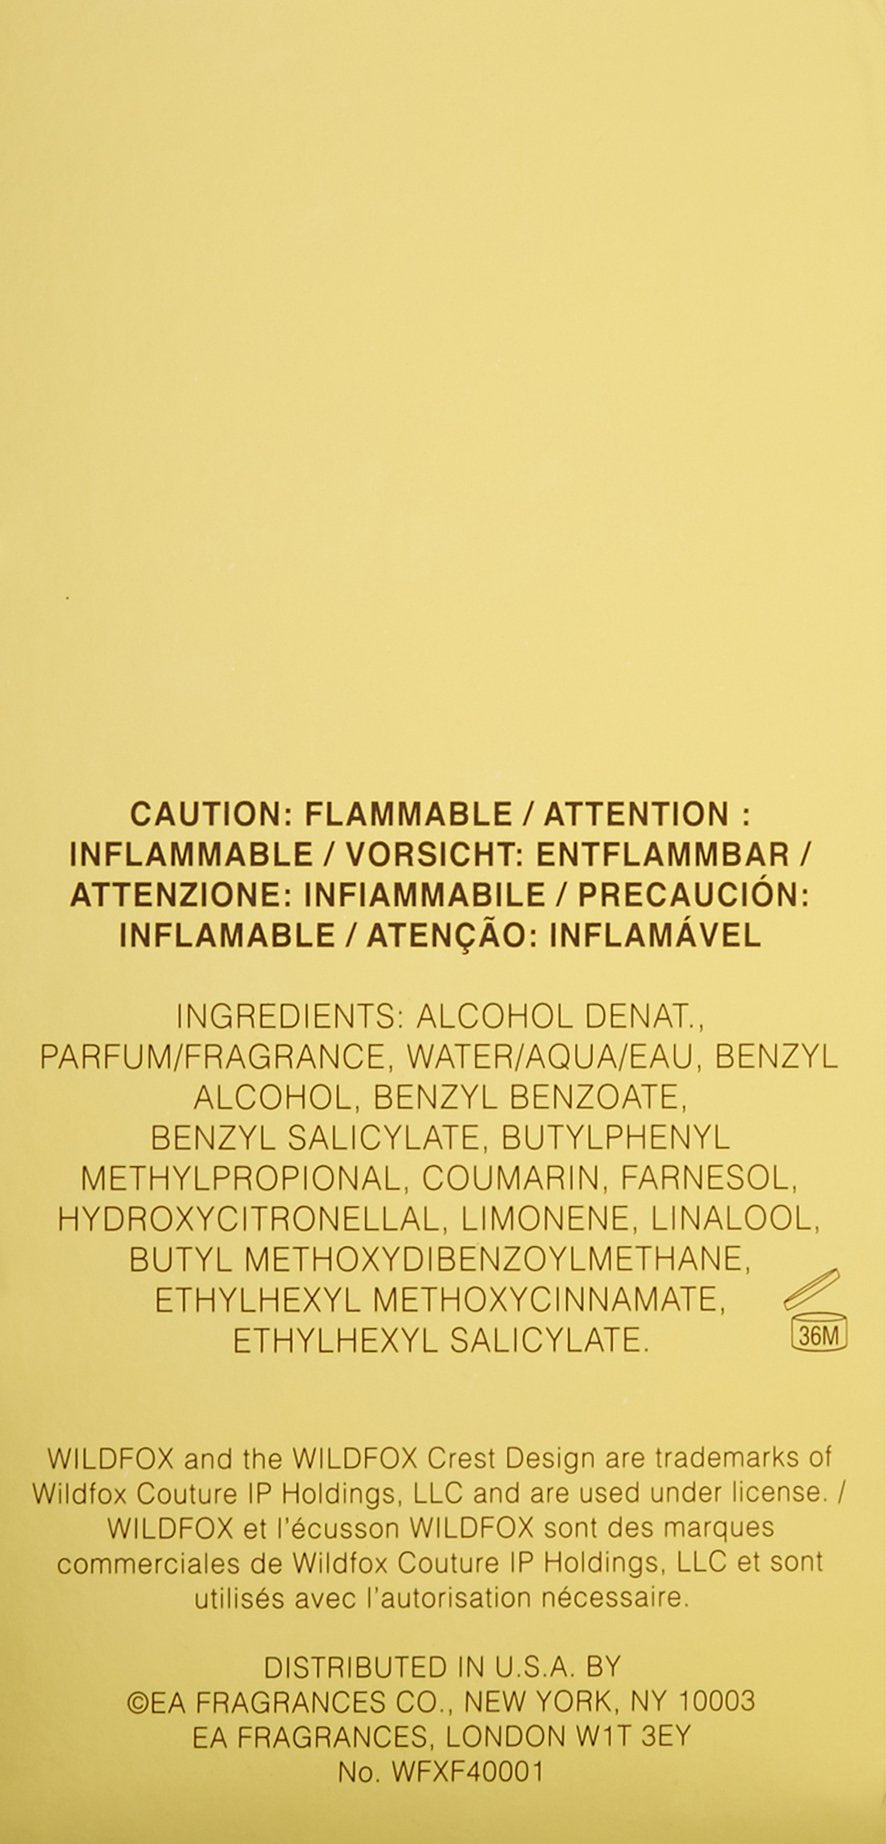 CAUTION: FLAMMABLE / ATTENTION :
INFLAMMABLE / VORSICHT: ENTFLAMMBAR /
ATTENZIONE: INFIAMMABILE / PRECAUCIÓN:
INFLAMABLE / ATENÇÃO: INFLAMÁVEL
INGREDIENTS: ALCOHOL DENAT.,
PARFUM/FRAGRANCE, WATER/AQUA/EAU, BENZYL
ALCOHOL, BENZYL BENZOATE,
BENZYL SALICYLATE, BUTYLPHENYL
METHYLPROPIONAL, COUMARIN, FARNESOL,
HYDROXYCITRONELLAL, LIMONENE, LINALOOL,
BUTYL METHOXYDIBENZOYLMETHANE,
ETHYLHEXYL METHOXYCINNAMATE,
ETHYLHEXYL SALICYLATE.
36M
WILDFOX and the WILDFOX Crest Design are trademarks of
Wildfox Couture IP Holdings, LLC and are used under license. /
WILDFOX et l'écusson WILDFOX sont des marques
commerciales de Wildfox Couture IP Holdings, LLC et sont
utilisés avec l'autorisation nécessaire.
DISTRIBUTED IN U.S.A. BY
©EA FRAGRANCES CO., NEW YORK, NY 10003
EA FRAGRANCES, LONDON W1T 3EY
No. WFXF40001